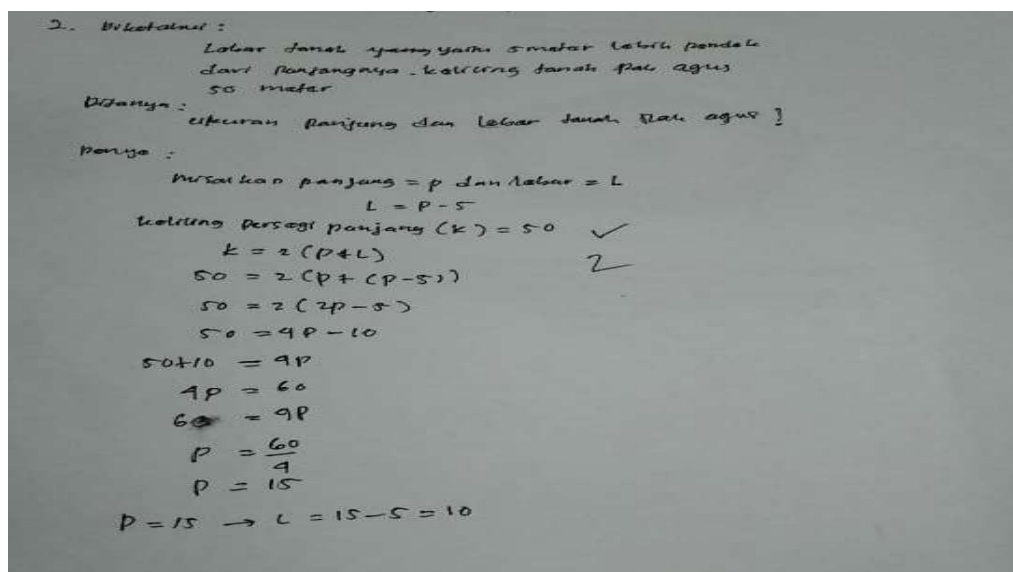 2. Diketahui :
Lebar tanah yang yaitu 5 meter lebih pendek
dari panjangnya. keliling tanah pak agus
50 meter
Ditanya :
ukuran panjang dan lebar tanah pak agus ?
penye :
misalkan panjang = p dan lebar = L
L = P - 5
keliling persegi panjang (k) = 50 ✓
k = 2 (P+L)
2
50 = 2 (p + (p-5))
50 = 2 (2p - 5)
50 = 4P - 10
50+10 = 4P
4P = 60
60 = 4P
P = 60/4
P = 15
P = 15 → L = 15-5 = 10